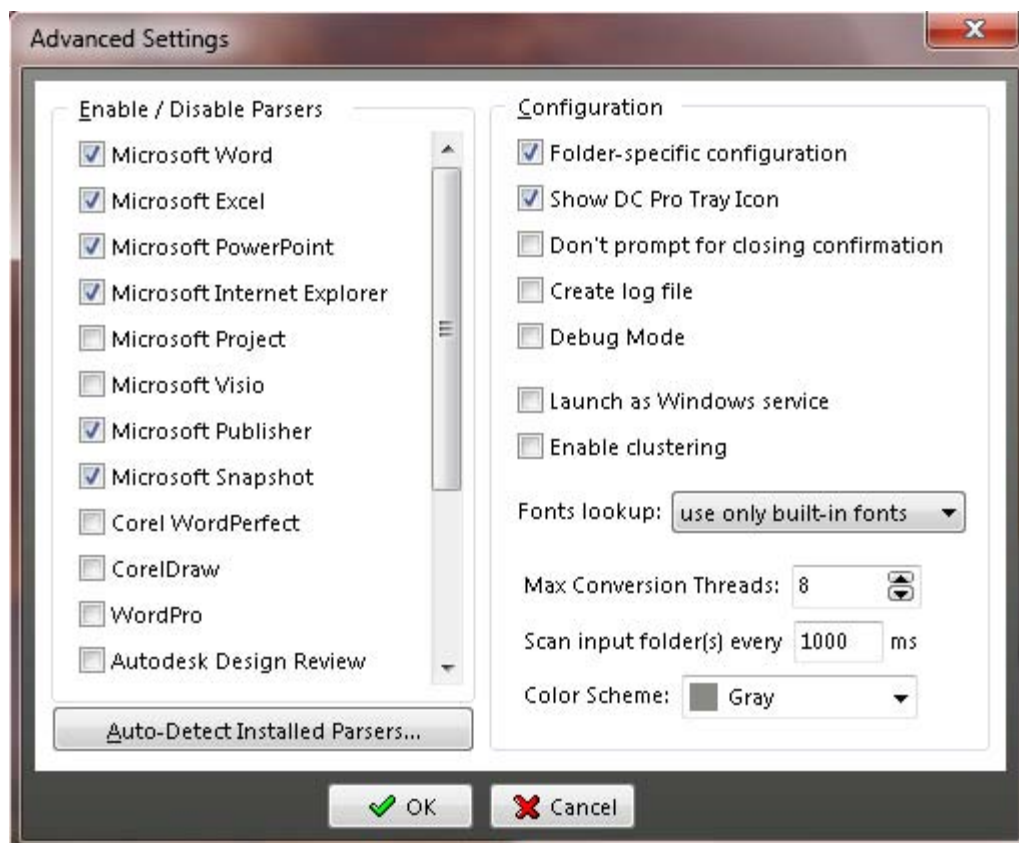 Advanced Settings
Enable / Disable Parsers
Microsoft Word
Microsoft Excel
Microsoft PowerPoint
Microsoft Internet Explorer
Microsoft Project
Microsoft Visio
Microsoft Publisher
Microsoft Snapshot
Corel WordPerfect
CorelDraw
WordPro
Autodesk Design Review
Auto-Detect Installed Parsers...
Configuration
Folder-specific configuration
Show DC Pro Tray Icon
Don't prompt for closing confirmation
Create log file
Debug Mode
Launch as Windows service
Enable clustering
Fonts lookup: use only built-in fonts
Max Conversion Threads: 8
Scan input folder(s) every 1000 ms
Color Scheme: Gray
OK
Cancel